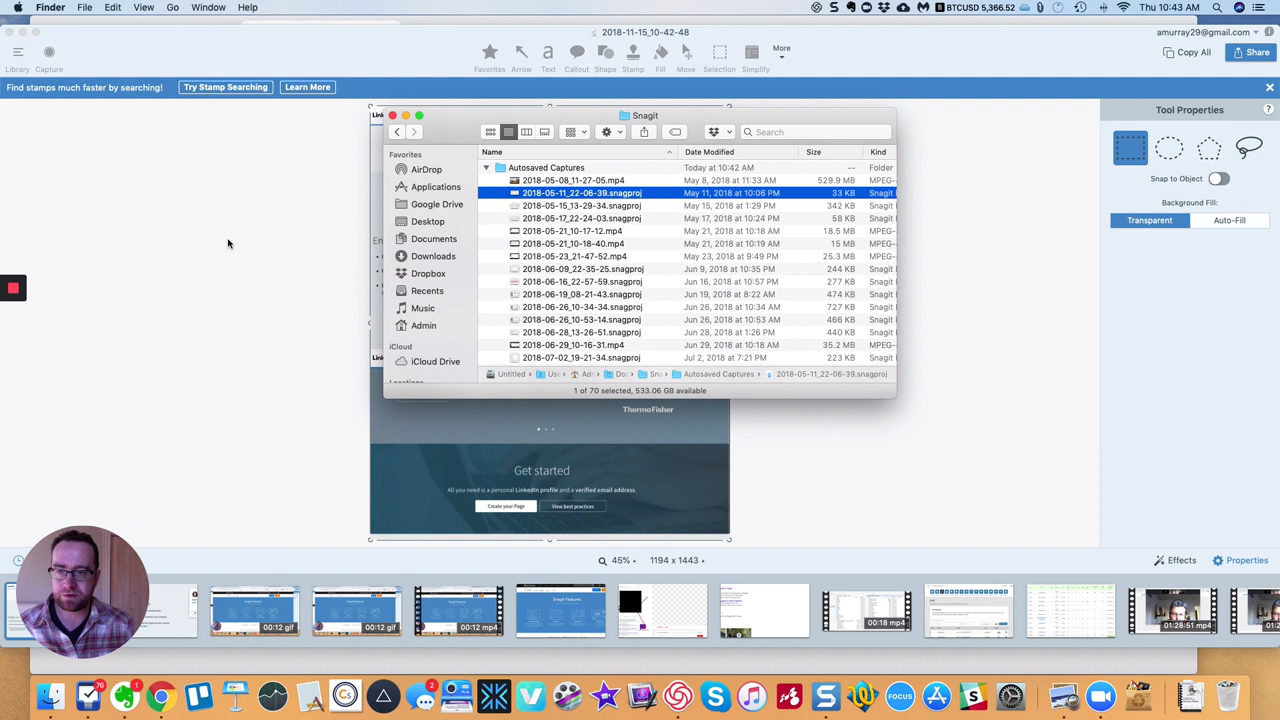 Finder File Edit View Go Window Help BTCUSD 5,366.52 Thu Nov 15 10:43 AM
2018-11-15_10-42-48
amurray29@gmail.com
Library Capture Favorites Arrow Text Callout Shape Stamp Fill Move Selection Simplify More Copy All Share
Find stamps much faster by searching! Try Stamp Searching Learn More
Tool Properties
Snap to Object
Background Fill:
Transparent Auto-Fill
Snagit
Search
Name Date Modified Size Kind
Autosaved Captures Today at 10:42 AM -- Folder
2018-05-08_11-27-05.mp4 May 8, 2018 at 11:33 AM 529.9 MB MPEG-
2018-05-11_22-06-39.snagproj May 11, 2018 at 10:06 PM 33 KB Snagit
2018-05-15_13-29-34.snagproj May 15, 2018 at 1:29 PM 342 KB Snagit
2018-05-17_22-24-03.snagproj May 17, 2018 at 10:24 PM 58 KB Snagit
2018-05-21_10-17-12.mp4 May 21, 2018 at 10:18 AM 18.5 MB MPEG-
2018-05-21_10-18-40.mp4 May 21, 2018 at 10:19 AM 15 MB MPEG-
2018-05-23_21-47-52.mp4 May 23, 2018 at 9:49 PM 25.3 MB MPEG-
2018-06-09_22-35-25.snagproj Jun 9, 2018 at 10:35 PM 244 KB Snagit
2018-06-16_22-57-59.snagproj Jun 16, 2018 at 10:57 PM 277 KB Snagit
2018-06-19_08-21-43.snagproj Jun 19, 2018 at 8:22 AM 474 KB Snagit
2018-06-26_10-34-34.snagproj Jun 26, 2018 at 10:34 AM 727 KB Snagit
2018-06-26_10-53-14.snagproj Jun 26, 2018 at 10:53 AM 466 KB Snagit
2018-06-28_13-26-51.snagproj Jun 28, 2018 at 1:26 PM 440 KB Snagit
2018-06-29_10-16-31.mp4 Jun 29, 2018 at 10:18 AM 35.2 MB MPEG-
2018-07-02_19-21-34.snagproj Jul 2, 2018 at 7:21 PM 223 KB Snagit
Favorites
AirDrop
Applications
Google Drive
Desktop
Documents
Downloads
Dropbox
Recents
Music
Admin
iCloud
iCloud Drive
Untitled Use Adm Doc Sna Autosaved Captures 2018-05-11_22-06-39.snagproj
1 of 70 selected, 533.06 GB available
ThermoFisher
Get started
All you need is a personal LinkedIn profile and a verified email address.
Create your Page View best practices
45% 1194 x 1443 Effects Properties
00:12 gif 00:12 gif 00:12 mp4 Snagit Features 00:18 mp4 1:28:51 mp4
76 1 2 FOCUS